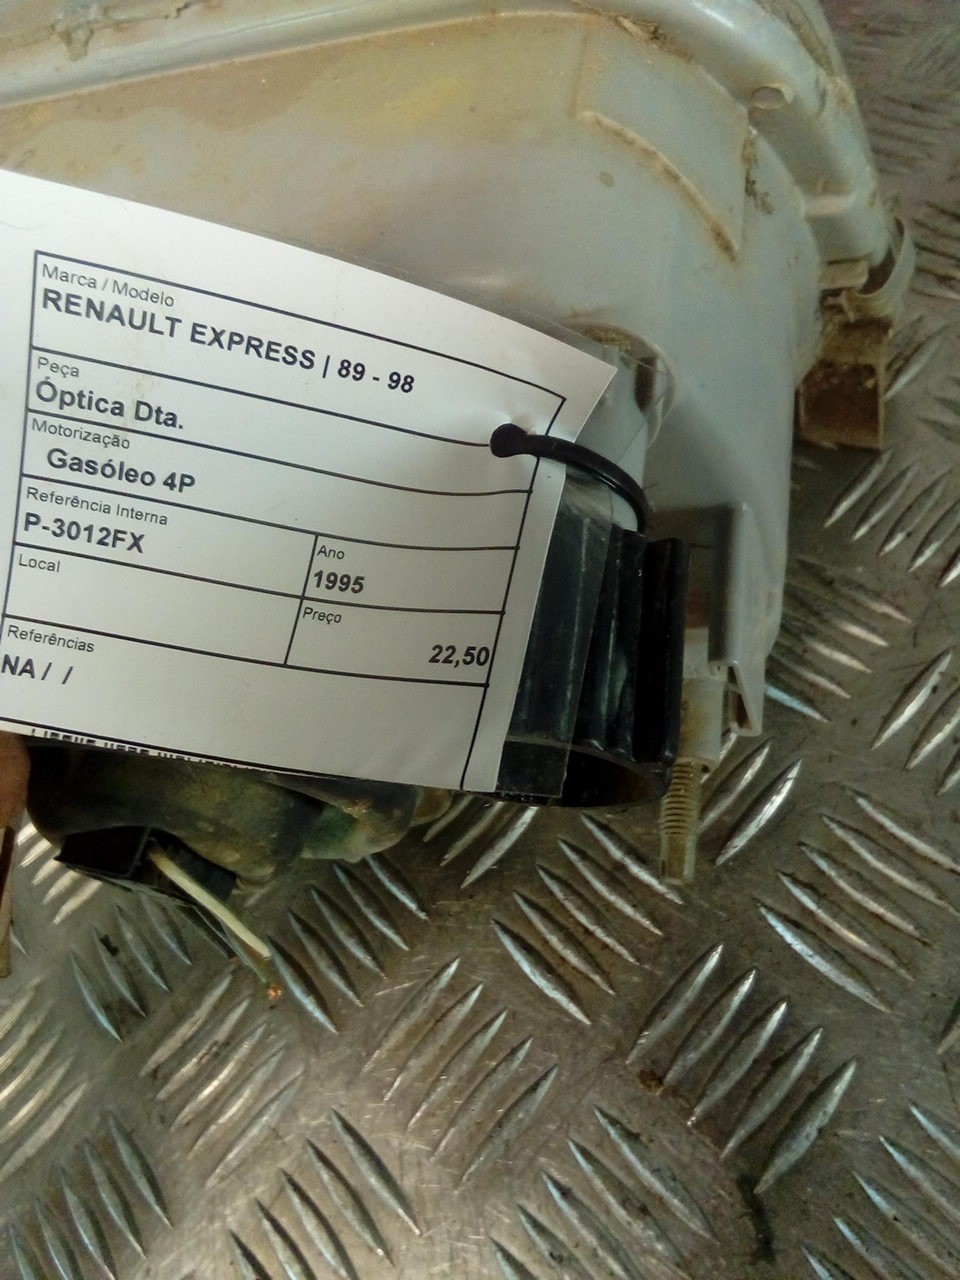 Marca / Modelo
RENAULT EXPRESS | 89 - 98
Peça
Óptica Dta.
Motorização
Gasóleo 4P
Referência Interna
P-3012FX
Ano
1995
Local
Preço
22,50
Referências
NA / /